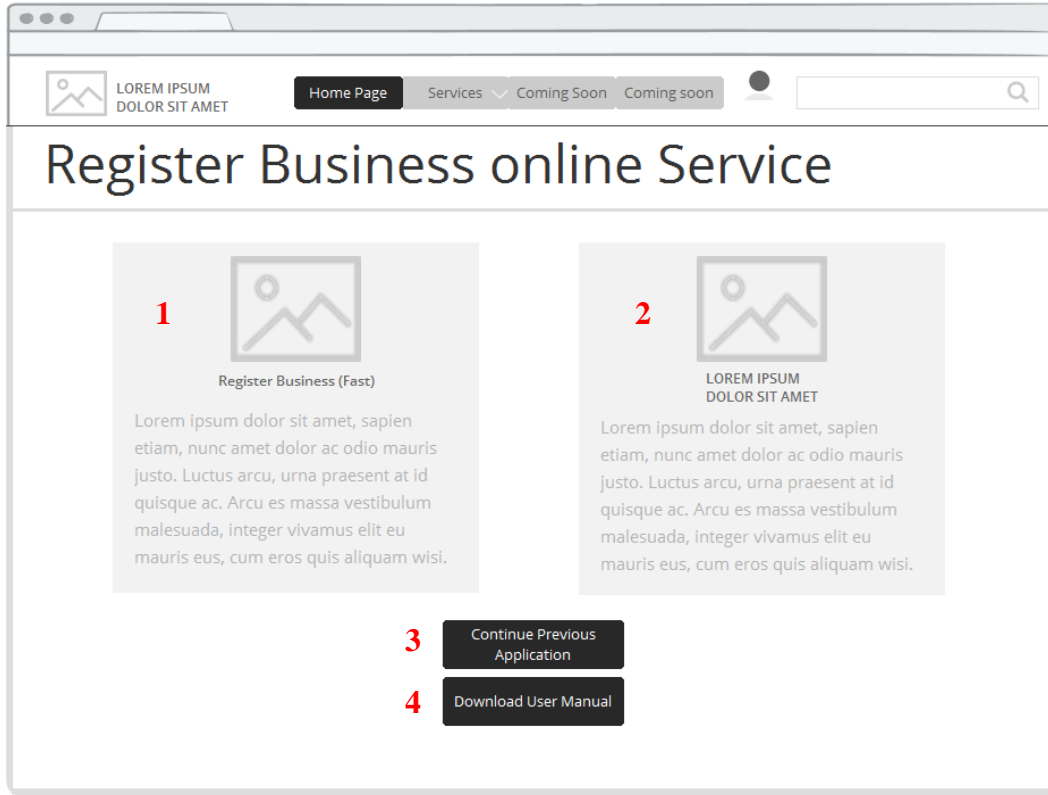 LOREM IPSUM
DOLOR SIT AMET
Home Page
Services
Coming Soon
Coming soon
Register Business online Service
1
Register Business (Fast)
Lorem ipsum dolor sit amet, sapien
etiam, nunc amet dolor ac odio mauris
justo. Luctus arcu, urna praesent at id
quisque ac. Arcu es massa vestibulum
malesuada, integer vivamus elit eu
mauris eus, cum eros quis aliquam wisi.
2
LOREM IPSUM
DOLOR SIT AMET
Lorem ipsum dolor sit amet, sapien
etiam, nunc amet dolor ac odio mauris
justo. Luctus arcu, urna praesent at id
quisque ac. Arcu es massa vestibulum
malesuada, integer vivamus elit eu
mauris eus, cum eros quis aliquam wisi.
3
Continue Previous
Application
4
Download User Manual